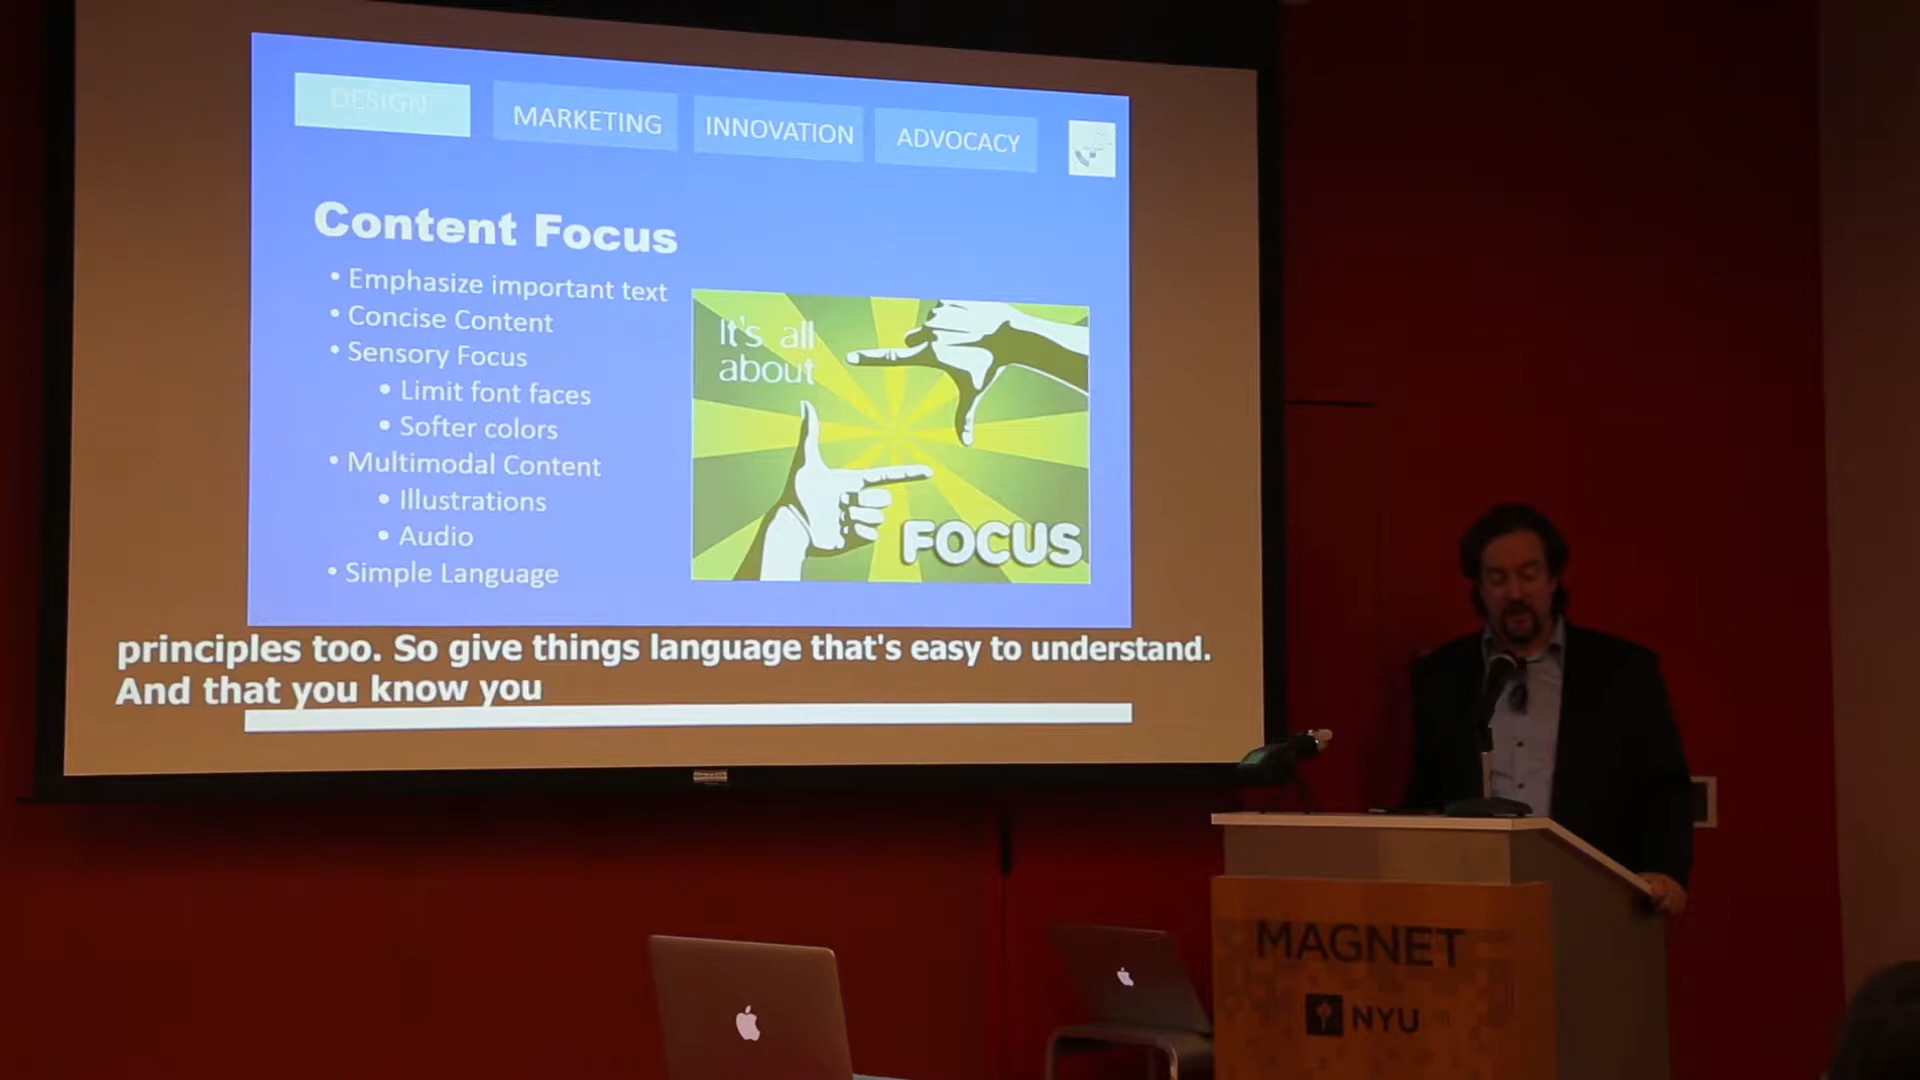 DESIGN
MARKETING
INNOVATION
ADVOCACY
Content Focus
• Emphasize important text
• Concise Content
• Sensory Focus
• Limit font faces
• Softer colors
• Multimodal Content
• Illustrations
• Audio
• Simple Language
It's all
about
FOCUS
principles too. So give things language that's easy to understand.
And that you know you
MAGNET
NYU